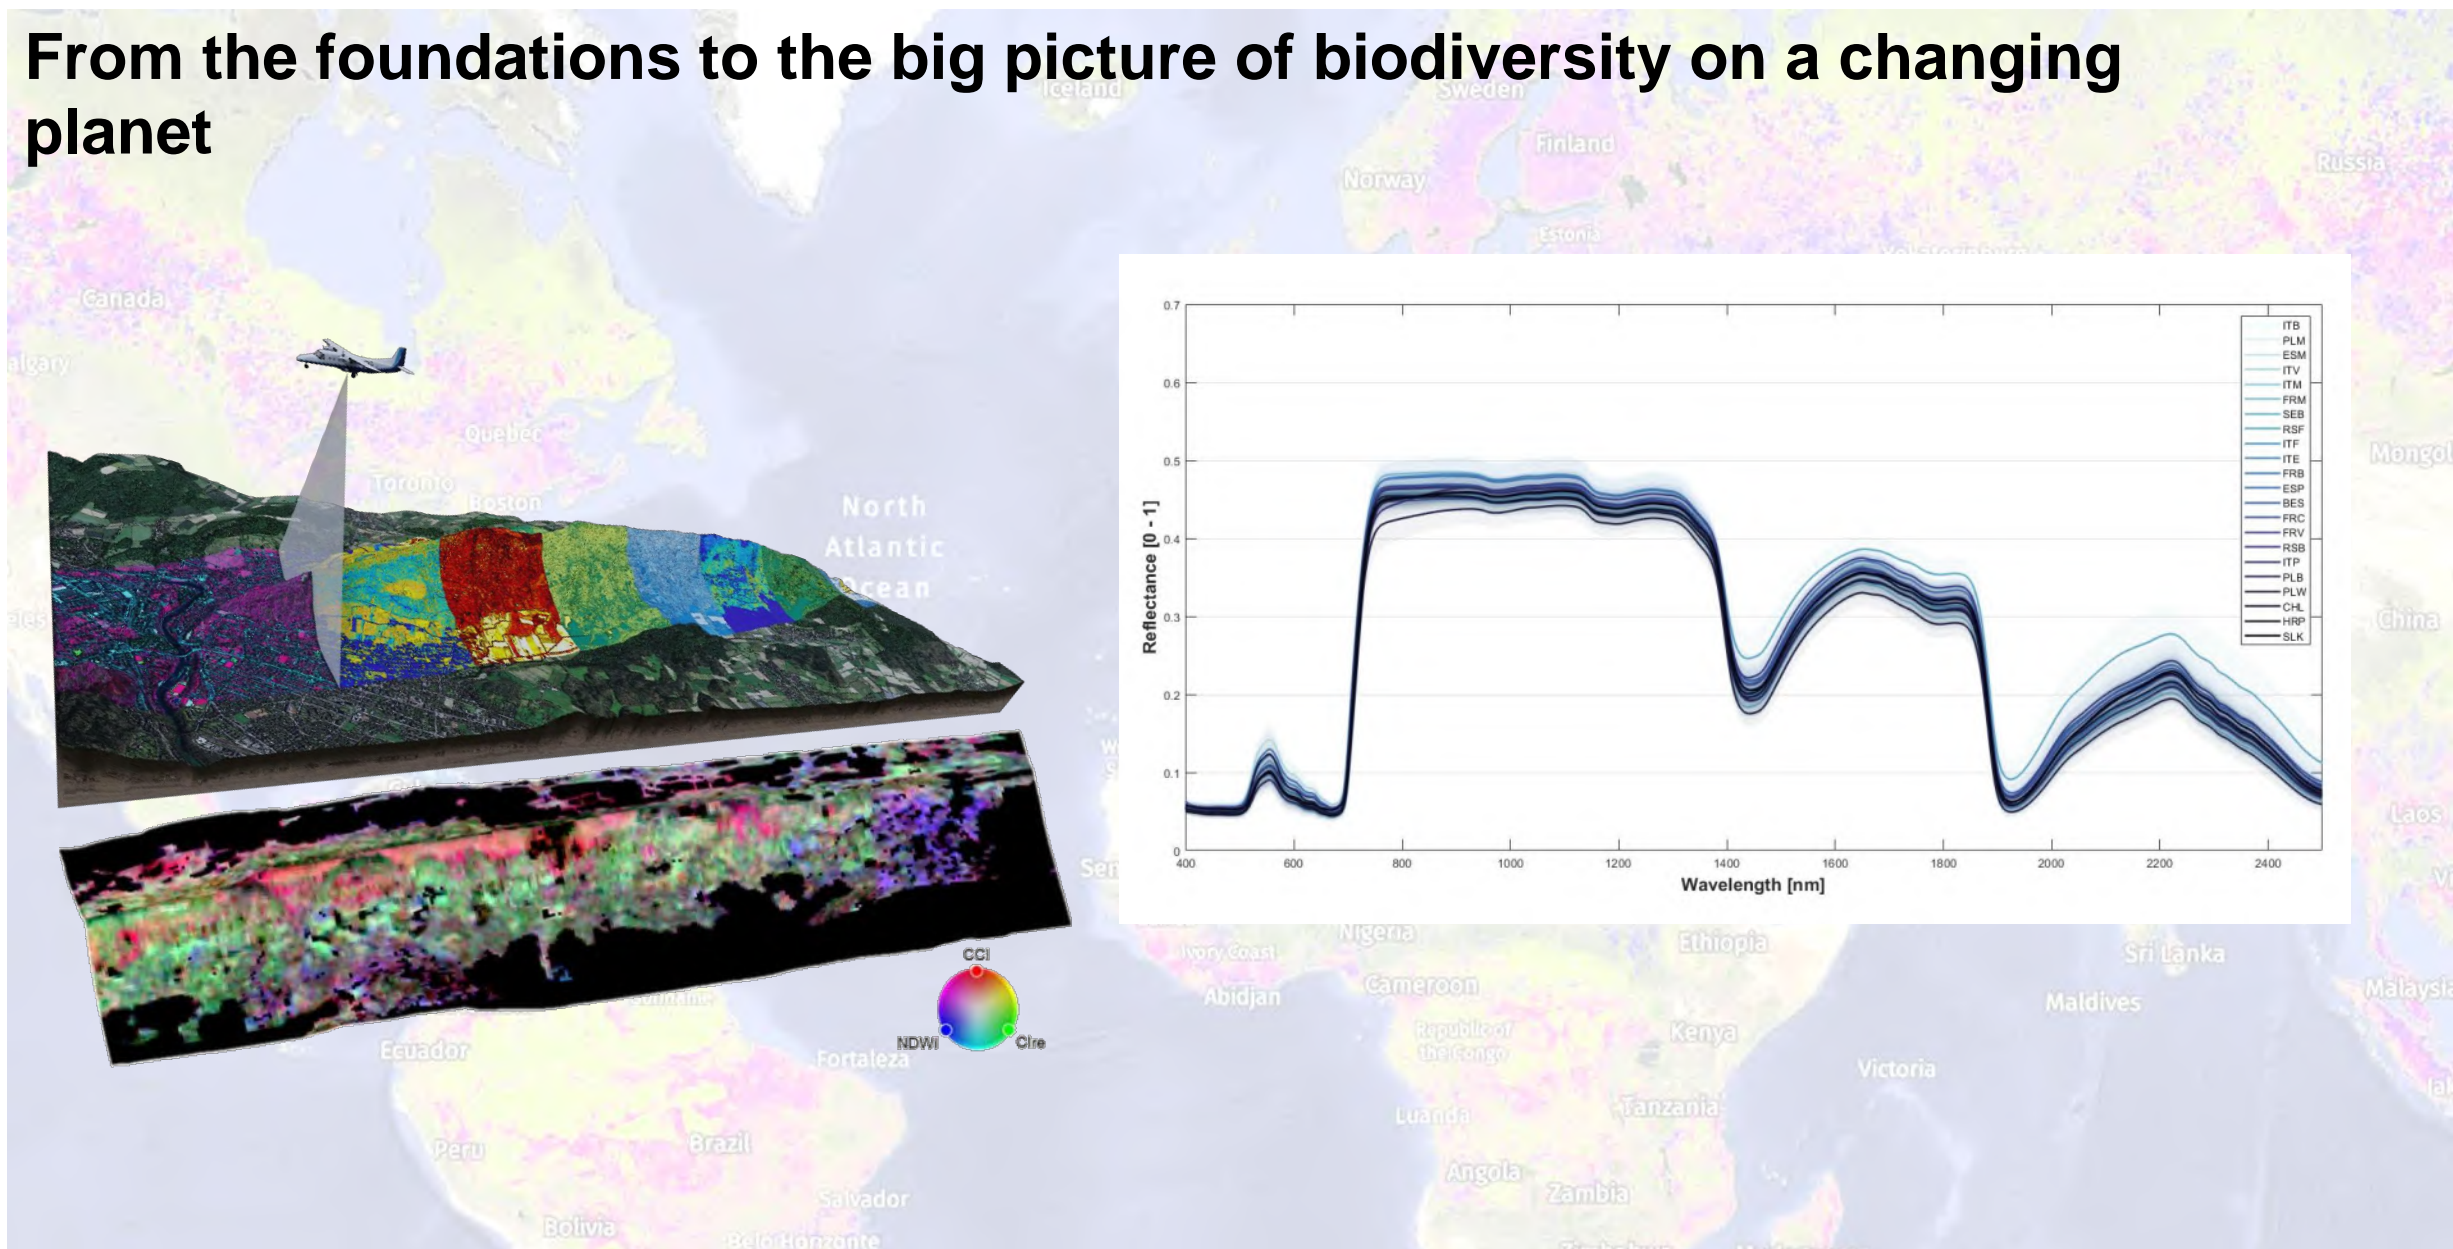 From the foundations to the big picture of biodiversity on a changing
planet
Iceland
Sweden
Finland
Russia
Norway
Estonia
Canada
Quebec
Toronto
Boston
North
Atlantic
Ocean
Mongol
China
Laos
0.7
0.6
0.5
0.4
0.3
0.2
0.1
0
Reflectance [0 - 1]
400 600 800 1000 1200 1400 1600 1800 2000 2200 2400
Wavelength [nm]
ITB
PLM
ESM
ITV
ITM
FRM
SEB
RSF
ITF
ITE
FRB
ESP
BES
FRC
FRV
RSB
ITP
PLB
PLW
CHL
HRP
SLK
CCI
NDWI
CIre
Nigeria
Ivory Coast
Ethiopia
Sri Lanka
Abidjan
Cameroon
Maldives
Malaysia
Republic of
the Congo
Kenya
Ecuador
Fortaleza
Victoria
Luanda
Tanzania
Peru
Brazil
Angola
Zambia
Salvador
Bolivia
Belo Horizonte